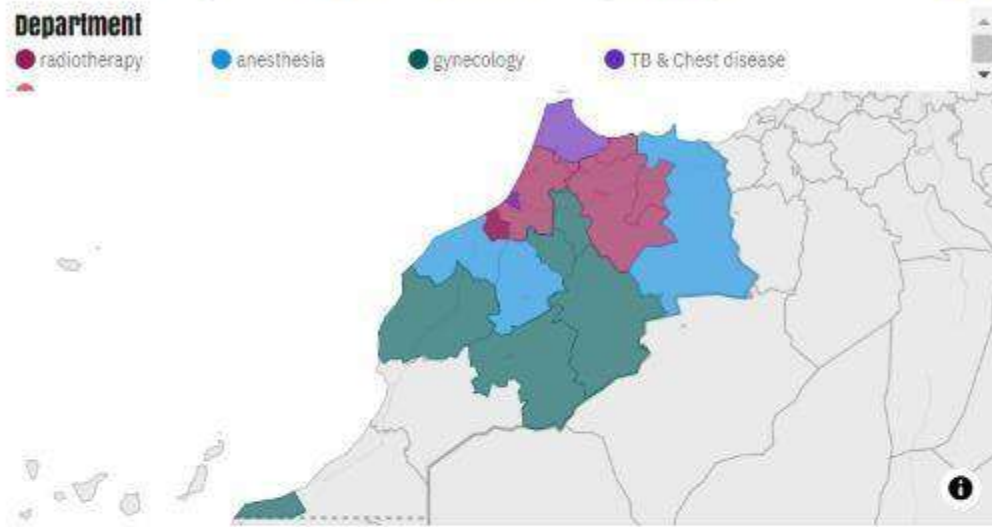 Department
radiotherapy
anesthesia
gynecology
TB & Chest disease